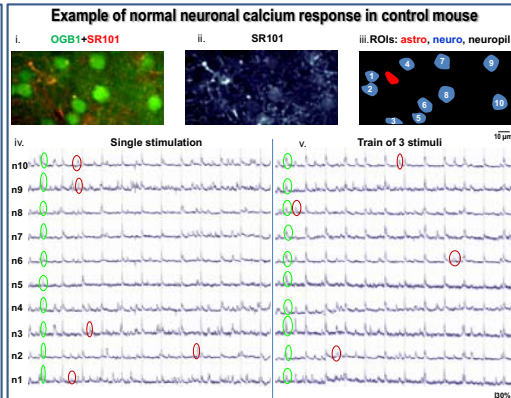 Example of normal neuronal calcium response in control mouse
i. OGB1+SR101
ii. SR101
iii. ROIs: astro, neuro, neuropil
1
2
3
4
5
6
7
8
9
10
10 µm
iv. Single stimulation
v. Train of 3 stimuli
n10
n9
n8
n7
n6
n5
n4
n3
n2
n1
30%